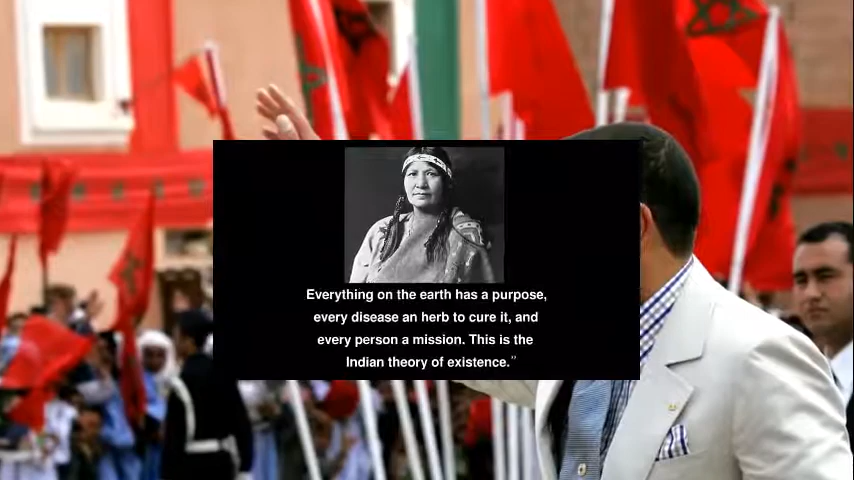 Everything on the earth has a purpose,
every disease an herb to cure it, and
every person a mission. This is the
Indian theory of existence.”